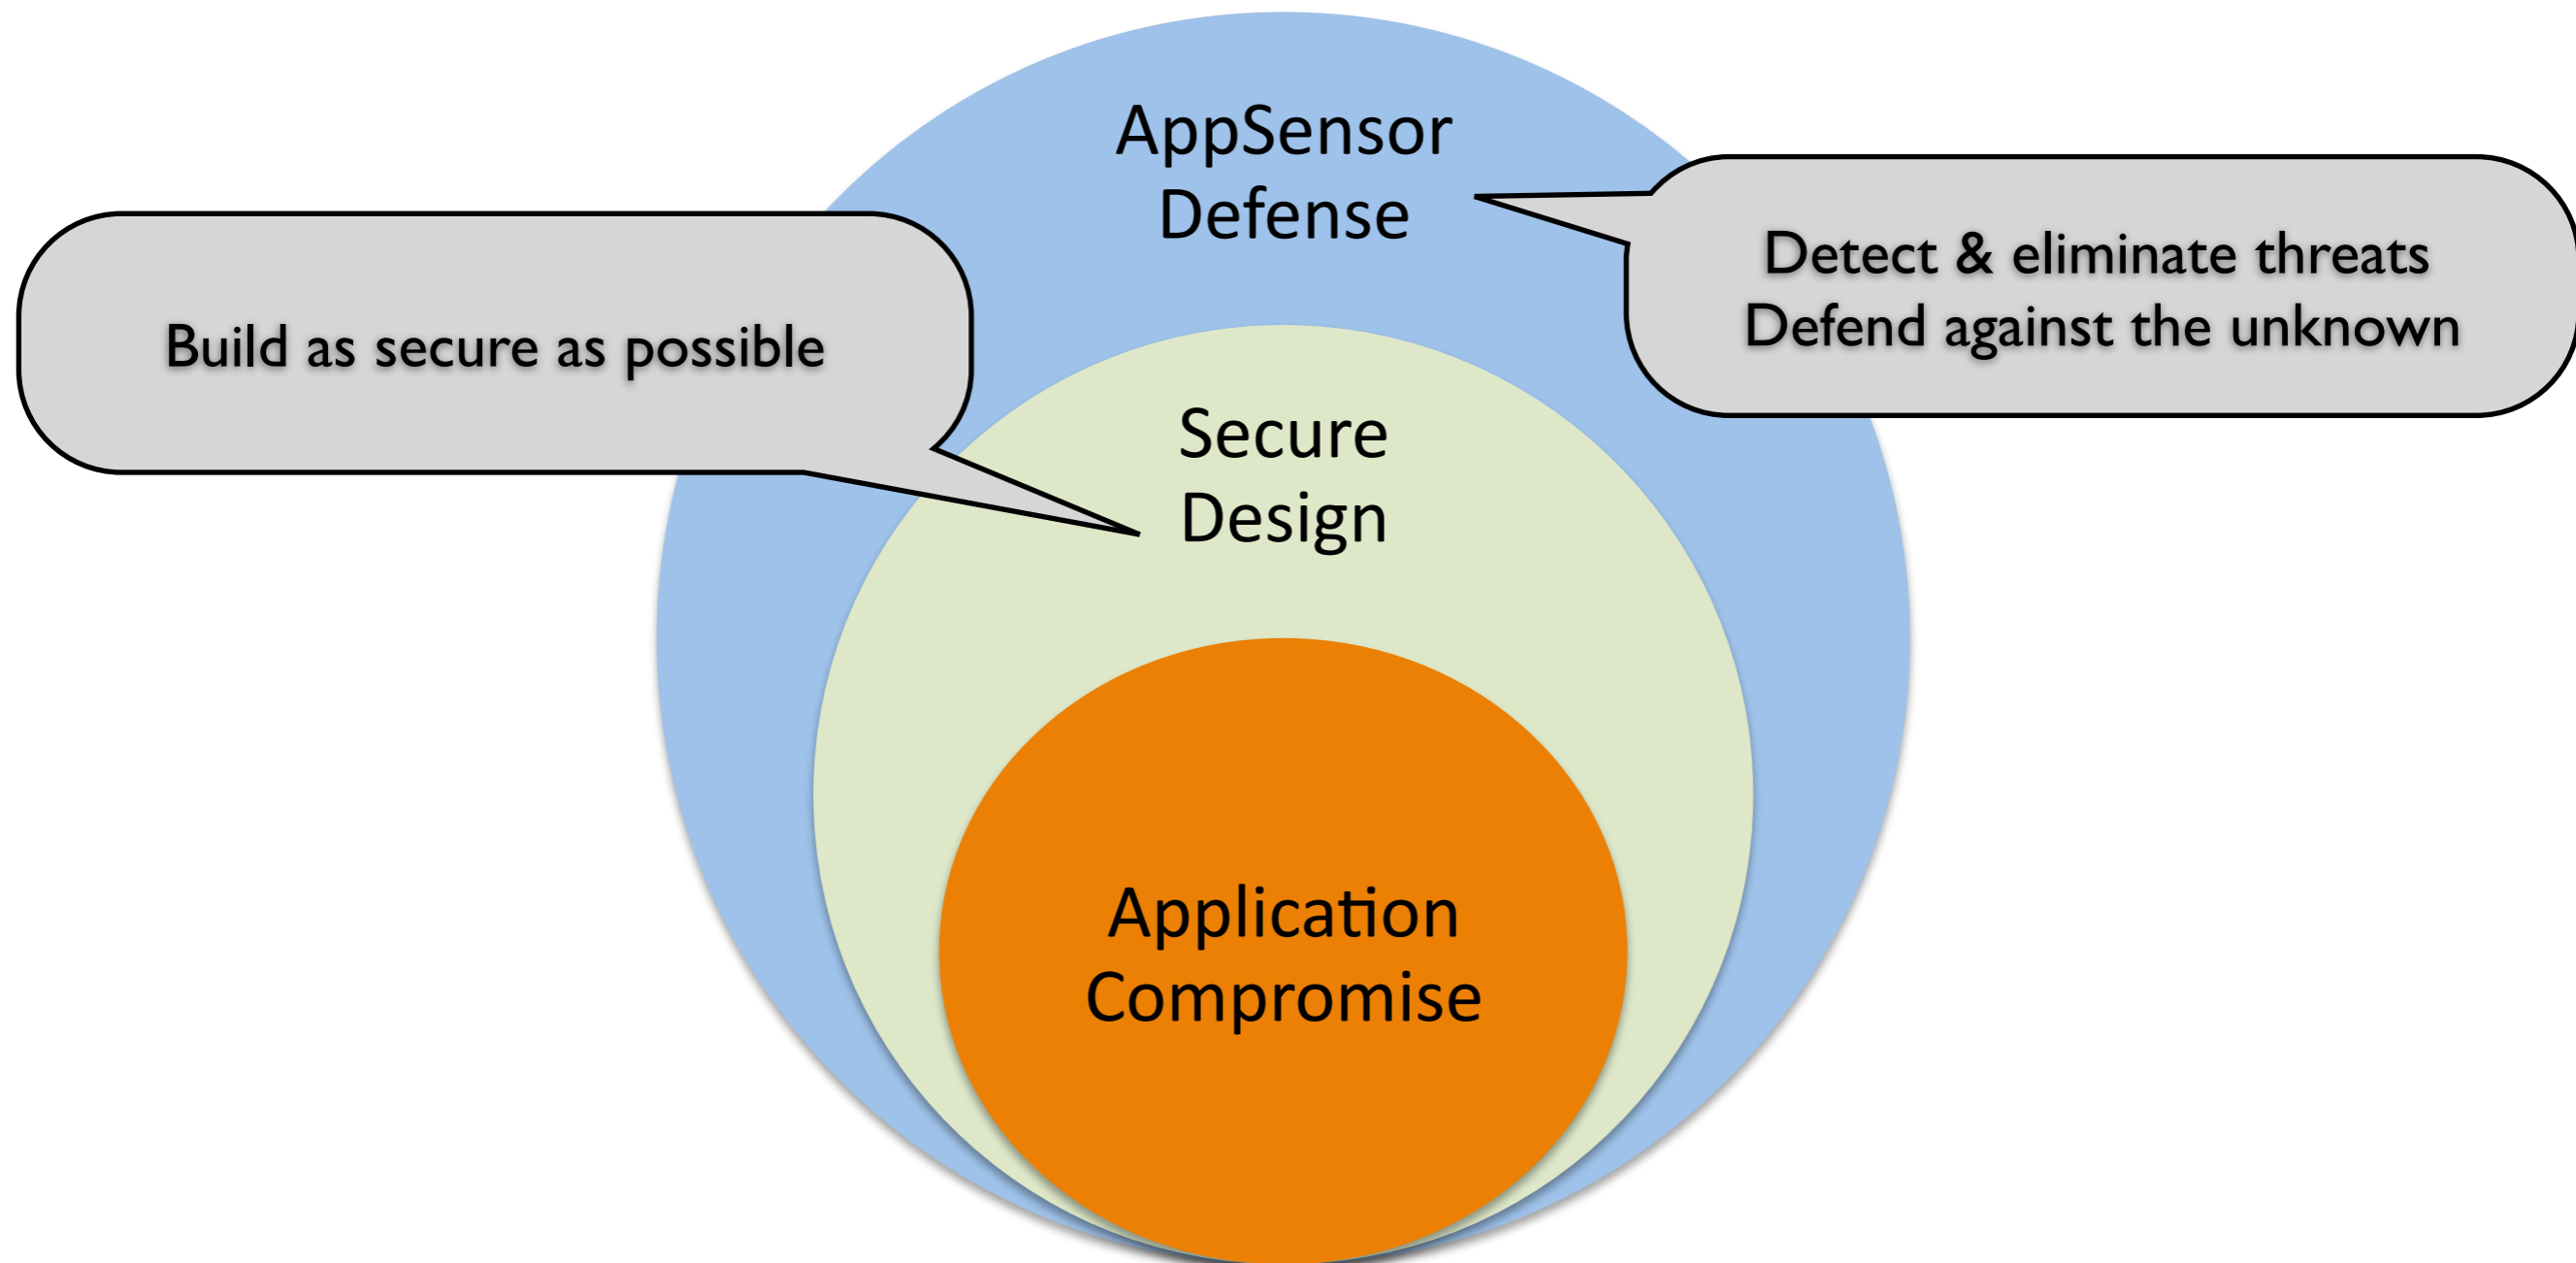 AppSensor
Defense
Detect & eliminate threats
Defend against the unknown
Build as secure as possible
Secure
Design
Application
Compromise